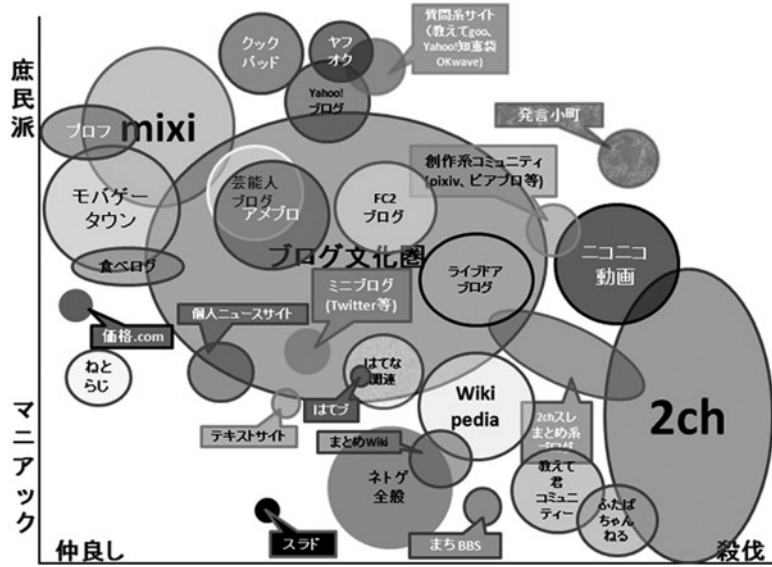 庶民派
マニアック
仲良し
殺伐
クック
パッド
ヤフ
オク
質問系サイト
(教えてgoo、
Yahoo!知恵袋
OKwave)
Yahoo!
ブログ
発言小町
プロフ
mixi
創作系コミュニティ
(pixiv、ピアプロ等)
モバゲー
タウン
芸能人
ブログ
アメブロ
FC2
ブログ
ニコニコ
動画
ブログ文化圏
食べログ
ライブドア
ブログ
ミニブログ
(Twitter等)
個人ニュースサイト
価格.com
ねと
らじ
はてな
関連
はてブ
Wiki
pedia
2ch
2chスレ
まとめ系
ブログ
テキストサイト
まとめWiki
ネトゲ
全般
教えて
君
コミュニ
ティー
ふたば
ちゃん
ねる
スラド
まちBBS